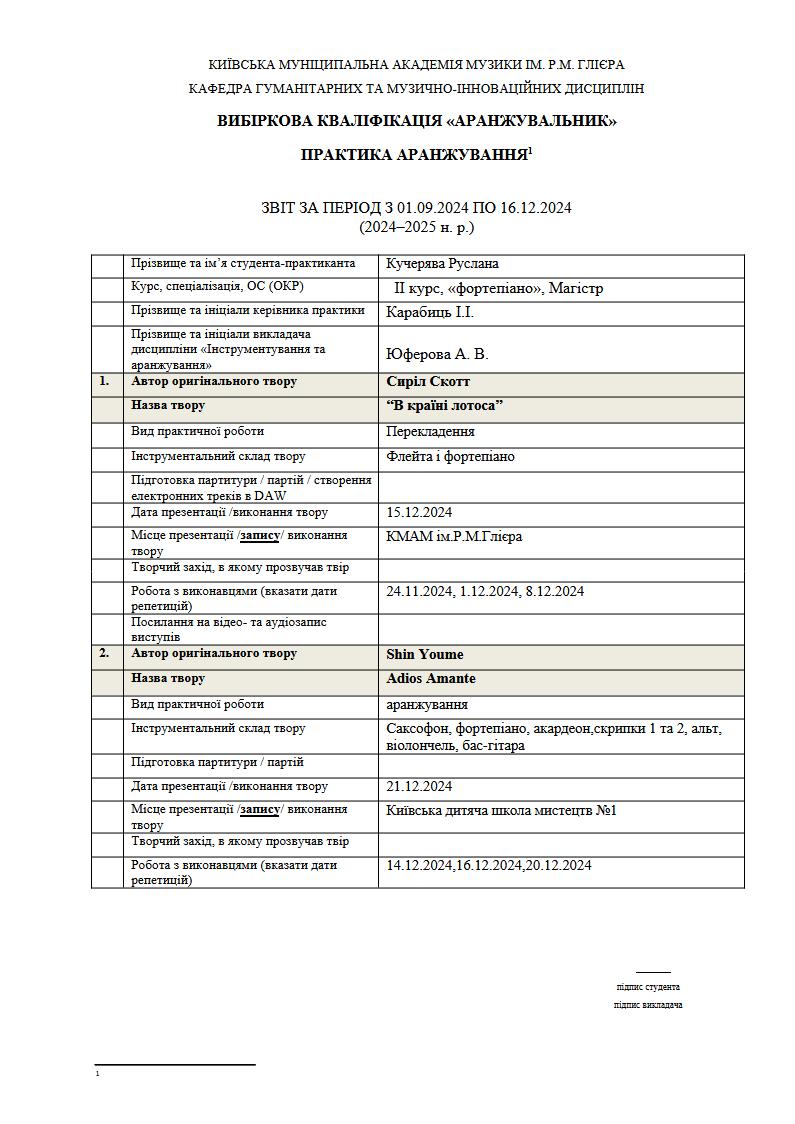 КИЇВСЬКА МУНІЦИПАЛЬНА АКАДЕМІЯ МУЗИКИ ІМ. Р.М. ГЛІЄРА
КАФЕДРА ГУМАНІТАРНИХ ТА МУЗИЧНО-ІННОВАЦІЙНИХ ДИСЦИПЛІН
ВИБІРКОВА КВАЛІФІКАЦІЯ «АРАНЖУВАЛЬНИК»
ПРАКТИКА АРАНЖУВАННЯ1
ЗВІТ ЗА ПЕРІОД З 01.09.2024 ПО 16.12.2024
(2024–2025 н. р.)
Прізвище та ім’я студента-практиканта Кучерява Руслана
Курс, спеціалізація, ОС (ОКР) ІІ курс, «фортепіано», Магістр
Прізвище та ініціали керівника практики Карабиць І.І.
Прізвище та ініціали викладача
дисципліни «Інструментування та
аранжування» Юферова А. В.
1. Автор оригінального твору Сиріл Скотт
Назва твору “В країні лотоса”
Вид практичної роботи Перекладення
Інструментальний склад твору Флейта і фортепіано
Підготовка партитури / партій / створення
електронних треків в DAW
Дата презентації /виконання твору 15.12.2024
Місце презентації /запису/ виконання КМАМ ім.Р.М.Глієра
твору
Творчий захід, в якому прозвучав твір
Робота з виконавцями (вказати дати 24.11.2024, 1.12.2024, 8.12.2024
репетицій)
Посилання на відео- та аудіозапис
виступів
2. Автор оригінального твору Shin Youme
Назва твору Adios Amante
Вид практичної роботи аранжування
Інструментальний склад твору Саксофон, фортепіано, акардеон,скрипки 1 та 2, альт,
віолончель, бас-гітара
Підготовка партитури / партій
Дата презентації /виконання твору 21.12.2024
Місце презентації /запису/ виконання Київська дитяча школа мистецтв №1
твору
Творчий захід, в якому прозвучав твір
Робота з виконавцями (вказати дати 14.12.2024,16.12.2024,20.12.2024
репетицій)
підпис студента
підпис викладача
1